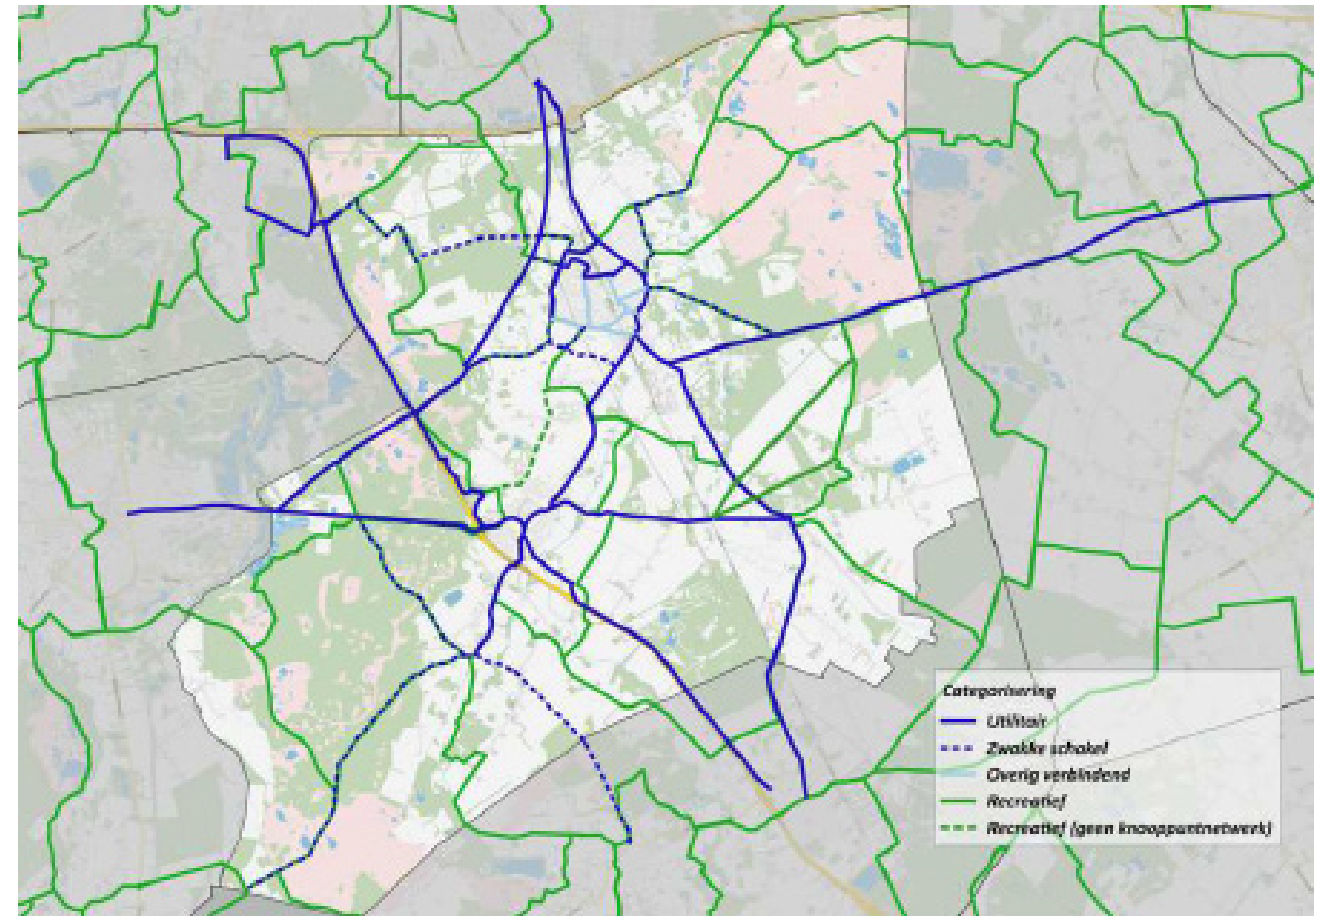 Categorisering
Utilitair
Zwakke schakel
Overig verbindend
Recreatief
Recreatief (geen knooppuntnetwerk)